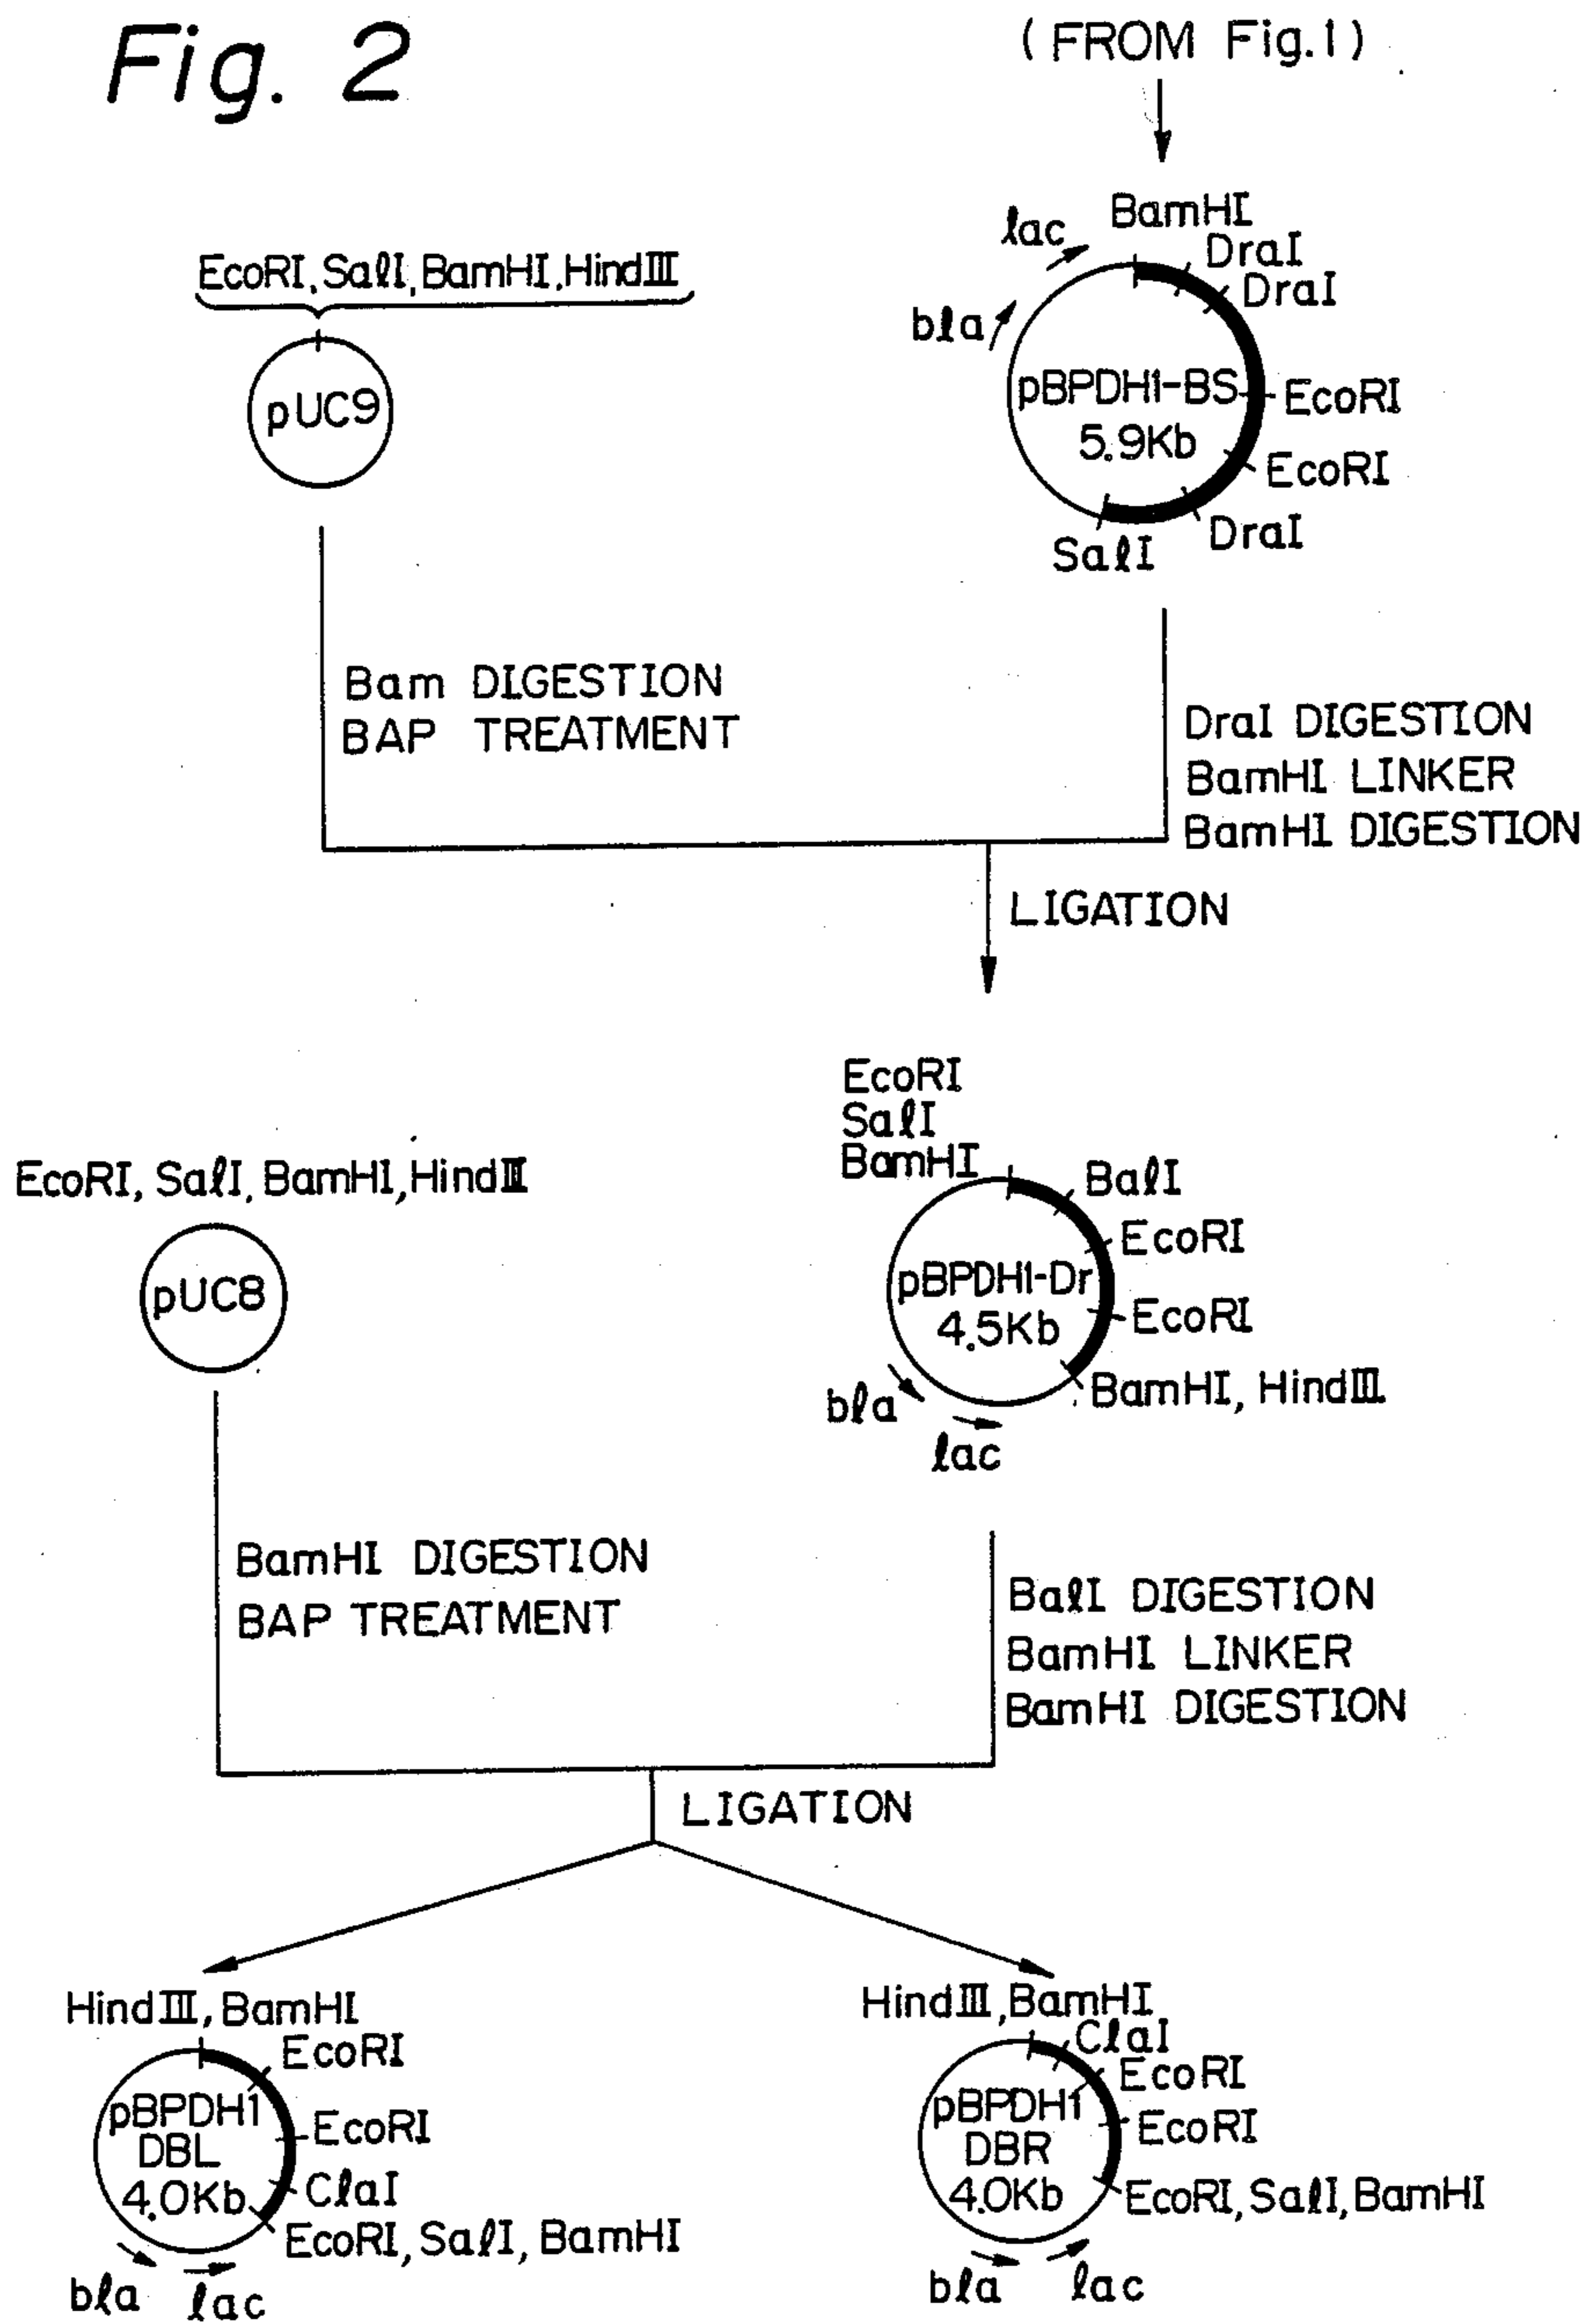 Fig. 2
(FROM Fig.1)
EcoRI, SalI, BamHI, HindIII
pUC9
lac
bla
BamHI
DraI
DraI
pBPDH1-BS
5.9Kb
EcoRI
EcoRI
DraI
SalI
Bam DIGESTION
BAP TREATMENT
DraI DIGESTION
BamHI LINKER
BamHI DIGESTION
LIGATION
EcoRI, SalI, BamHI, HindIII
pUC8
EcoRI
SalI
BamHI
BalI
EcoRI
pBPDH1-Dr
4.5Kb
EcoRI
BamHI, HindIII
bla
lac
BamHI DIGESTION
BAP TREATMENT
BalI DIGESTION
BamHI LINKER
BamHI DIGESTION
LIGATION
HindIII, BamHI
EcoRI
pBPDH1
DBL
4.0Kb
EcoRI
ClaI
EcoRI, SalI, BamHI
bla
lac
HindIII, BamHI
ClaI
EcoRI
pBPDH1
DBR
4.0Kb
EcoRI
EcoRI, SalI, BamHI
bla
lac